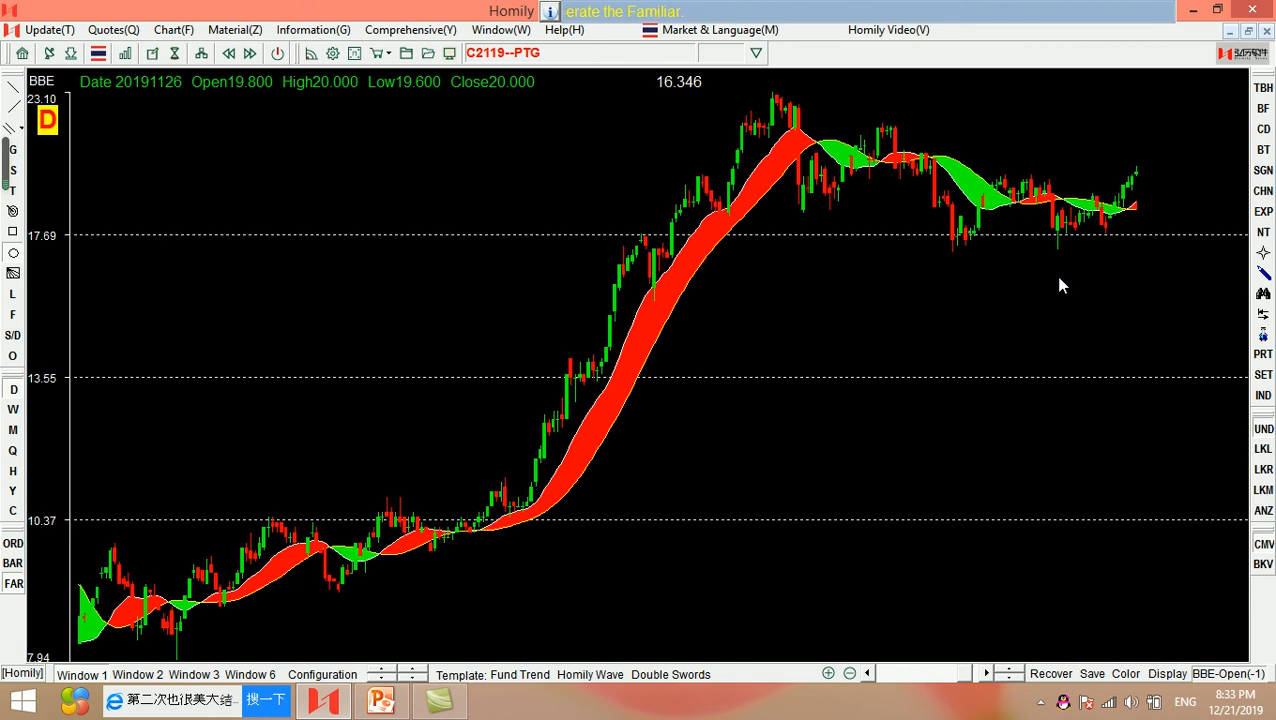 Homily
erate the Familiar.
Update(T) Quotes(Q) Chart(F) Material(Z) Information(G) Comprehensive(Y) Window(W) Help(H) Market & Language(M) Homily Video(V)
C2119--PTG
BBE Date 20191126 Open19.800 High20.000 Low19.600 Close20.000 16.346
23.10
D
17.69
13.55
10.37
7.94
G
S
T
L
F
S/D
O
D
W
M
Q
H
Y
C
ORD
BAR
FAR
TBH
BF
CD
BT
SGN
CHN
EXP
NT
PRT
SET
IND
UND
LKL
LKR
LKM
ANZ
CMV
BKV
[Homily] Window 1 Window 2 Window 3 Window 6 Configuration Template: Fund Trend Homily Wave Double Swords Recover Save Color Display BBE-Open(-1)
第二次也很美大结 搜一下 ENG 8:33 PM
12/21/2019